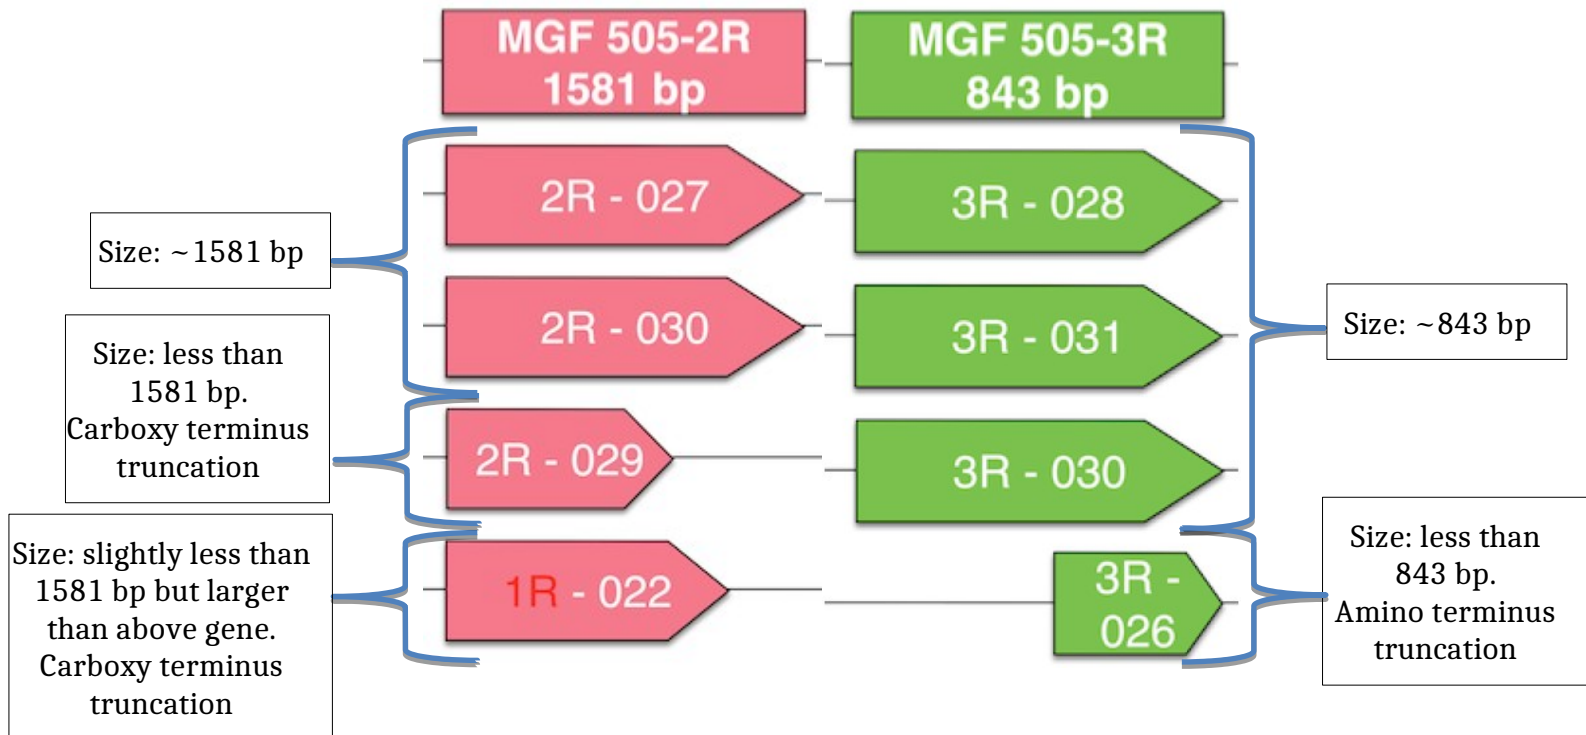 MGF 505-2R
1581 bp
MGF 505-3R
843 bp
2R - 027
3R - 028
Size: ~1581 bp
2R - 030
3R - 031
Size: ~843 bp
Size: less than
1581 bp.
Carboxy terminus
truncation
2R - 029
3R - 030
Size: slightly less than
1581 bp but larger
than above gene.
Carboxy terminus
truncation
1R - 022
3R -
026
Size: less than
843 bp.
Amino terminus
truncation